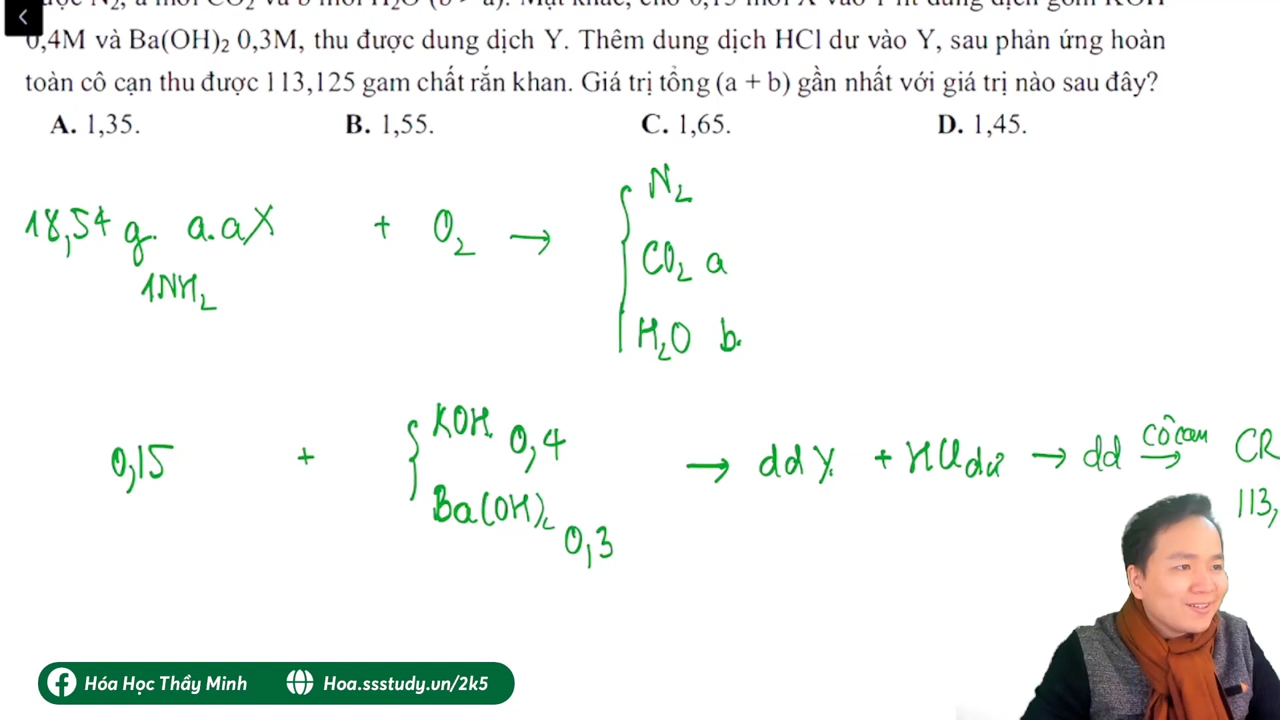 0,4M và Ba(OH)₂ 0,3M, thu được dung dịch Y. Thêm dung dịch HCl dư vào Y, sau phản ứng hoàn
toàn cô cạn thu được 113,125 gam chất rắn khan. Giá trị tổng (a + b) gần nhất với giá trị nào sau đây?
A. 1,35. B. 1,55. C. 1,65. D. 1,45.
N₂
18,54 g. a.a X + O₂ → CO₂ a
1NH₂
H₂O b.
KOH 0,4
0,15 + → dd Y + HCl dư → dd cô cạn → CR
Ba(OH)₂ 0,3
113,
Hóa Học Thầy Minh
Hoa.ssstudy.vn/2k5